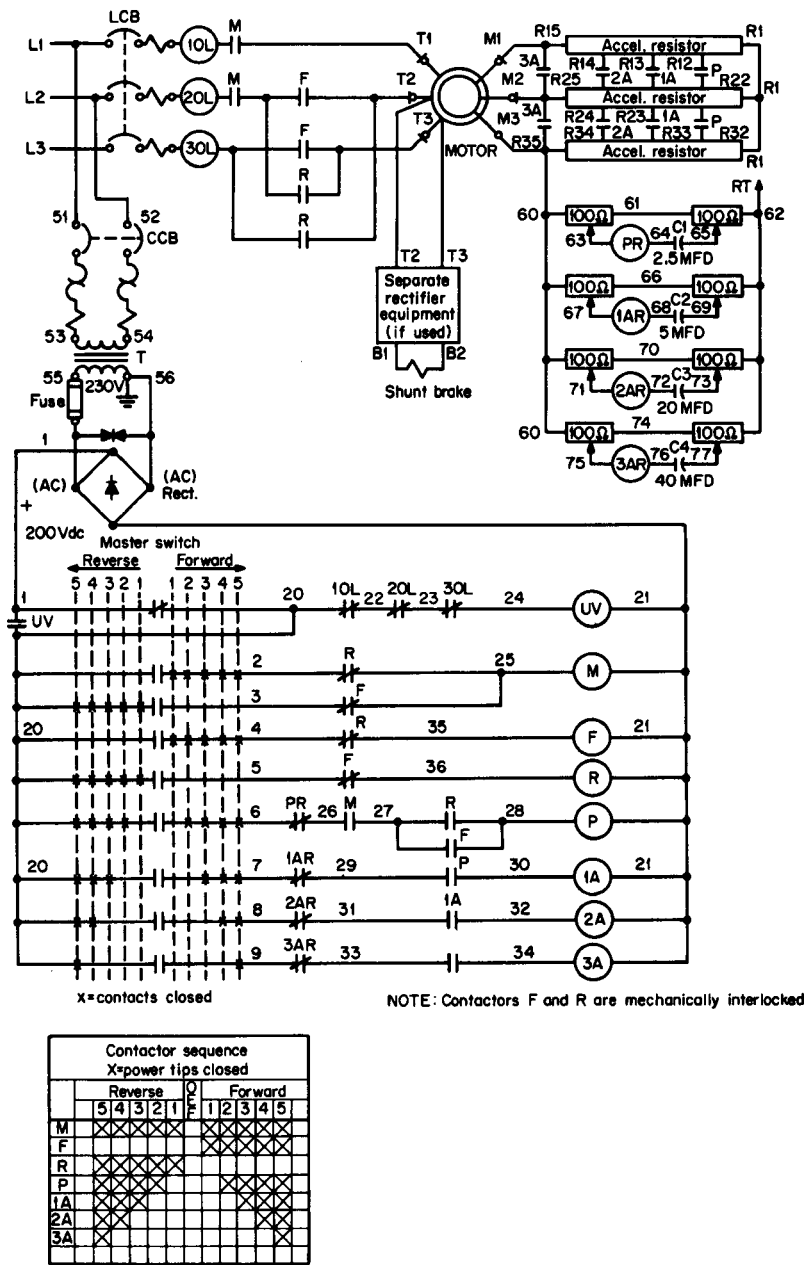 LCB
L1
10L
M
T1
M1
R15
Accel. resistor
R1
3A
R14
R13
R12
P
R25
2A
1A
R22
L2
20L
M
F
T2
M2
Accel. resistor
R1
3A
R24
R23
1A
P
R34
2A
R33
R32
L3
30L
F
T3
M3
MOTOR
R35
Accel. resistor
R1
R
R
RT
51
52
CCB
60
100Ω
61
100Ω
62
63
PR
64
C1
65
2.5 MFD
T2
T3
Separate
rectifier
equipment
(if used)
B1
B2
Shunt brake
66
100Ω
100Ω
67
1AR
68
C2
69
5 MFD
53
54
T
70
100Ω
100Ω
71
2AR
72
C3
73
20 MFD
55
230V
56
Fuse
74
60
100Ω
100Ω
75
3AR
76
C4
77
40 MFD
1
(AC)
(AC)
Rect.
+
200Vdc
Master switch
Reverse
Forward
5 4 3 2 1 1 2 3 4 5
1
UV
20
10L
22
20L
23
30L
24
UV
21
2
R
25
M
3
F
20
4
R
35
F
21
5
F
36
R
6
PR
26
M
27
R
28
P
F
20
7
1AR
29
P
30
1A
21
8
2AR
31
1A
32
2A
9
3AR
33
34
3A
x=contacts closed
NOTE: Contactors F and R are mechanically interlocked
Contactor sequence
X=power tips closed
Reverse
OFF
Forward
5 4 3 2 1 1 2 3 4 5
M X X X X X X X X X X
F X X X X X
R X X X X X
P X X X X X X X X
1A X X X X X X
2A X X X X
3A X X